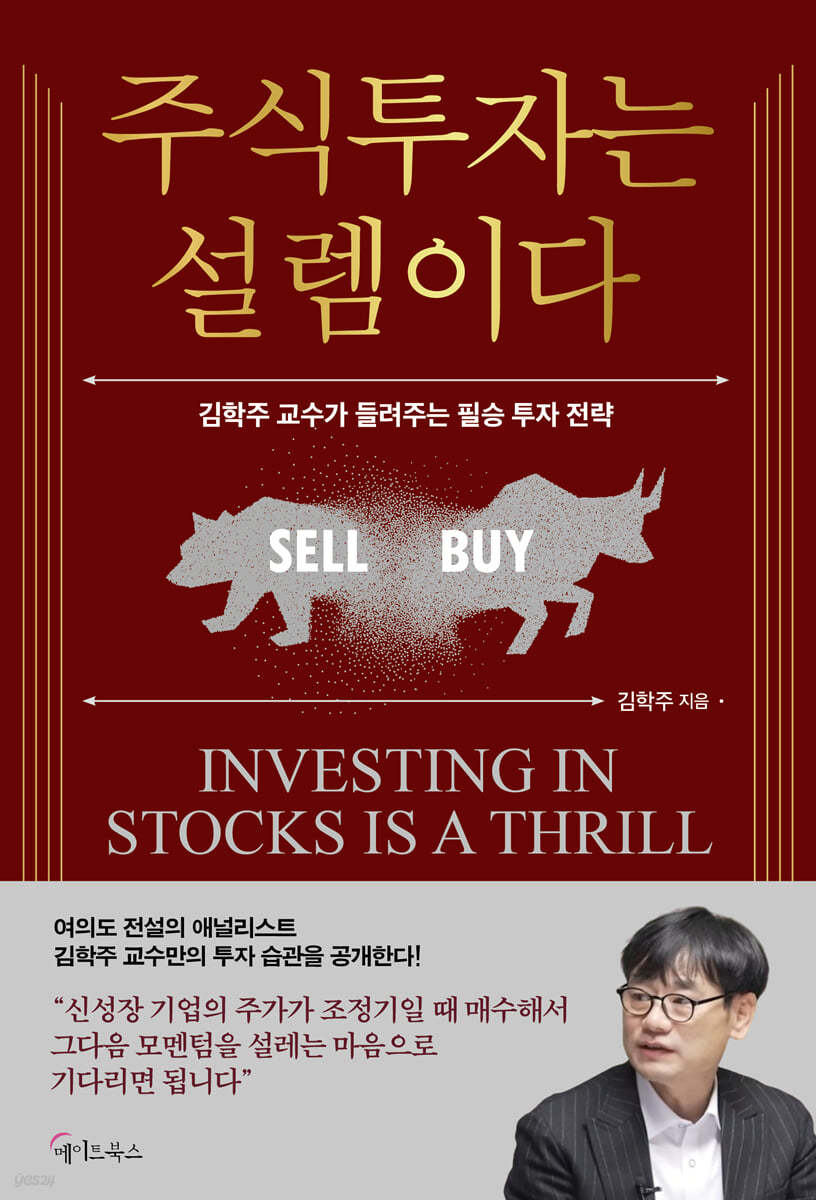 주식투자는
설렘이다
김학주 교수가 들려주는 필승 투자 전략
SELL BUY
김학주 지음
INVESTING IN
STOCKS IS A THRILL
여의도 전설의 애널리스트
김학주 교수만의 투자 습관을 공개한다!
“신성장 기업의 주가가 조정기일 때 매수해서
그다음 모멘텀을 설레는 마음으로
기다리면 됩니다”
메이트북스
yes24